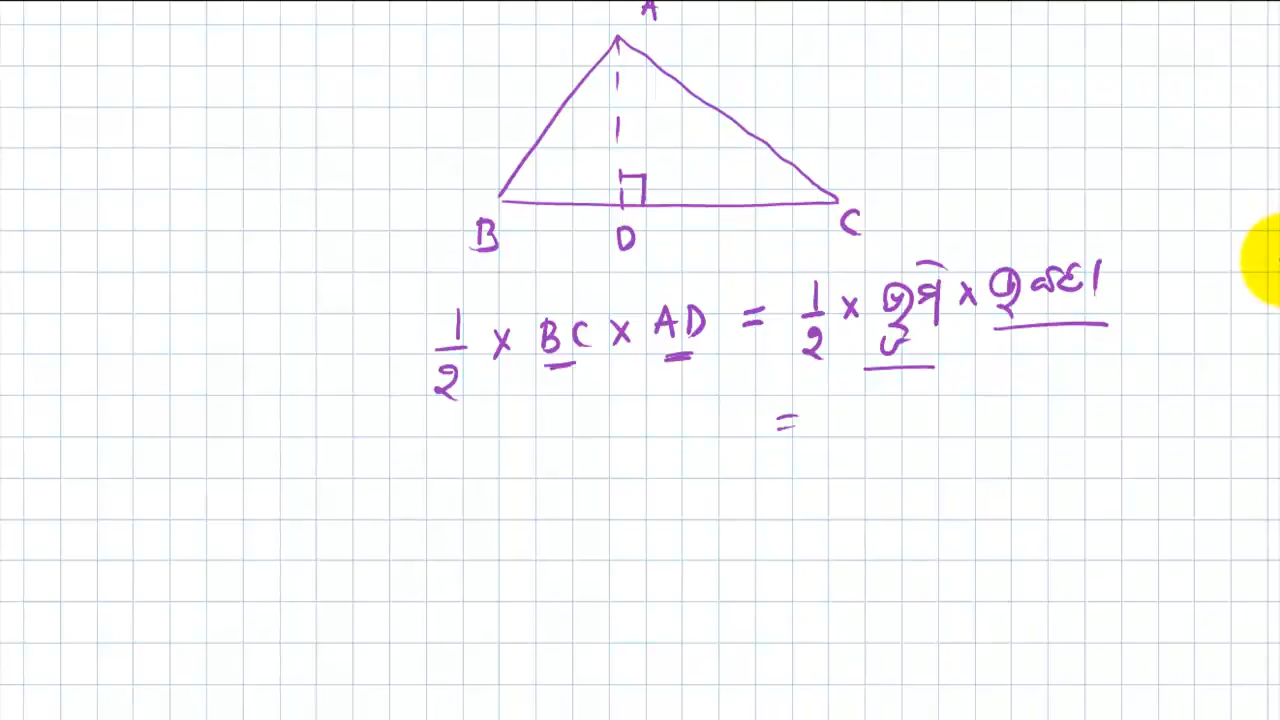 A
B D C
1/2 × BC × AD = 1/2 × ଭୂମି × ଉଚ୍ଚତା
=